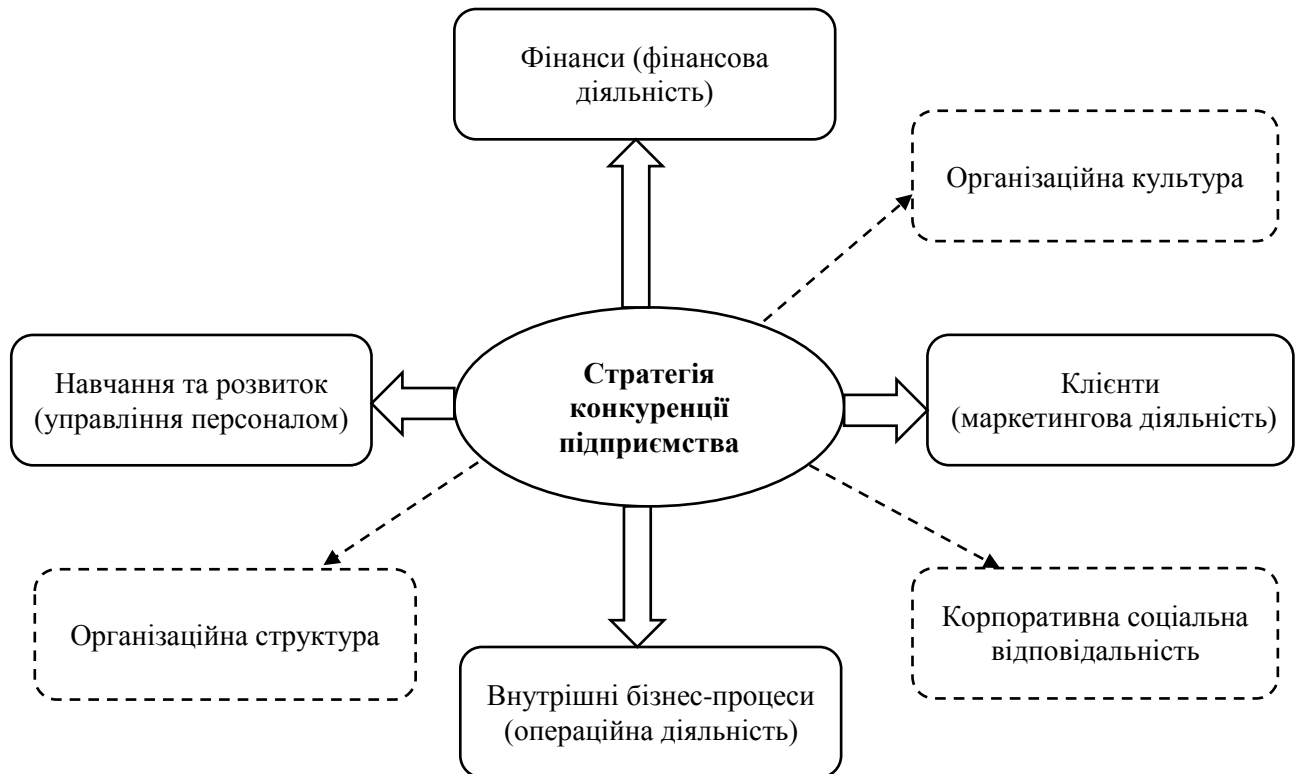 Фінанси (фінансова
діяльність)
Організаційна культура
Навчання та розвиток
(управління персоналом)
Стратегія
конкуренції
підприємства
Клієнти
(маркетингова діяльність)
Організаційна структура
Корпоративна соціальна
відповідальність
Внутрішні бізнес-процеси
(операційна діяльність)